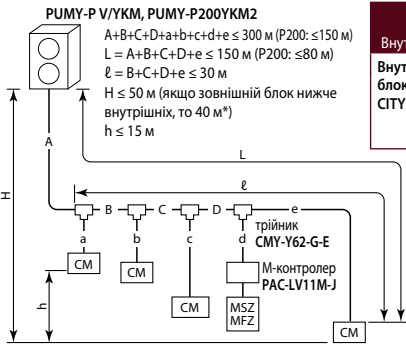 PUMY-P V/YKM, PUMY-P200YKM2
A+B+C+D+a+b+c+d+e ≤ 300 м (P200: ≤150 м)
L = A+B+C+D+e ≤ 150 м (P200: ≤80 м)
ℓ = B+C+D+e ≤ 30 м
H ≤ 50 м (якщо зовнішній блок нижче
внутрішніх, то 40 м*)
h ≤ 15 м
Внут
Внут
блок
CITY
A
L
H
ℓ
B
C
D
e
трійник
CMY-Y62-G-E
a
b
c
d
М-контролер
PAC-LV11M-J
h
CM
CM
CM
MSZ
MFZ
CM